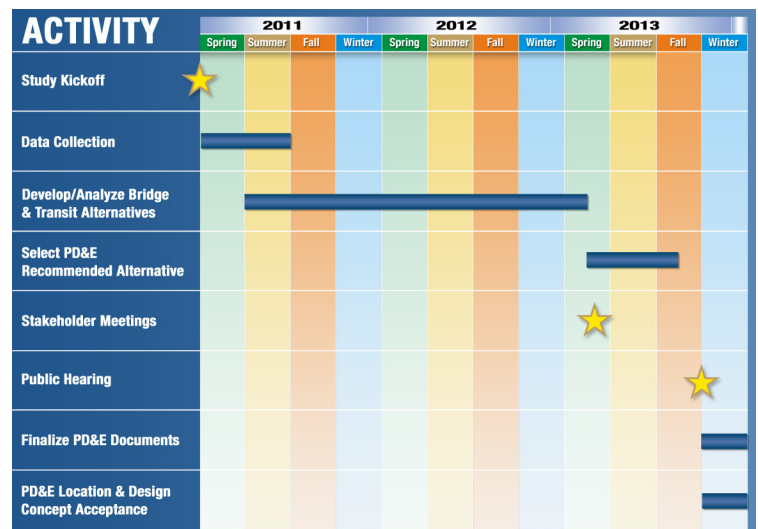 ACTIVITY
2011 2012 2013
Spring Summer Fall Winter Spring Summer Fall Winter Spring Summer Fall Winter
Study Kickoff
Data Collection
Develop/Analyze Bridge
& Transit Alternatives
Select PD&E
Recommended Alternative
Stakeholder Meetings
Public Hearing
Finalize PD&E Documents
PD&E Location & Design
Concept Acceptance